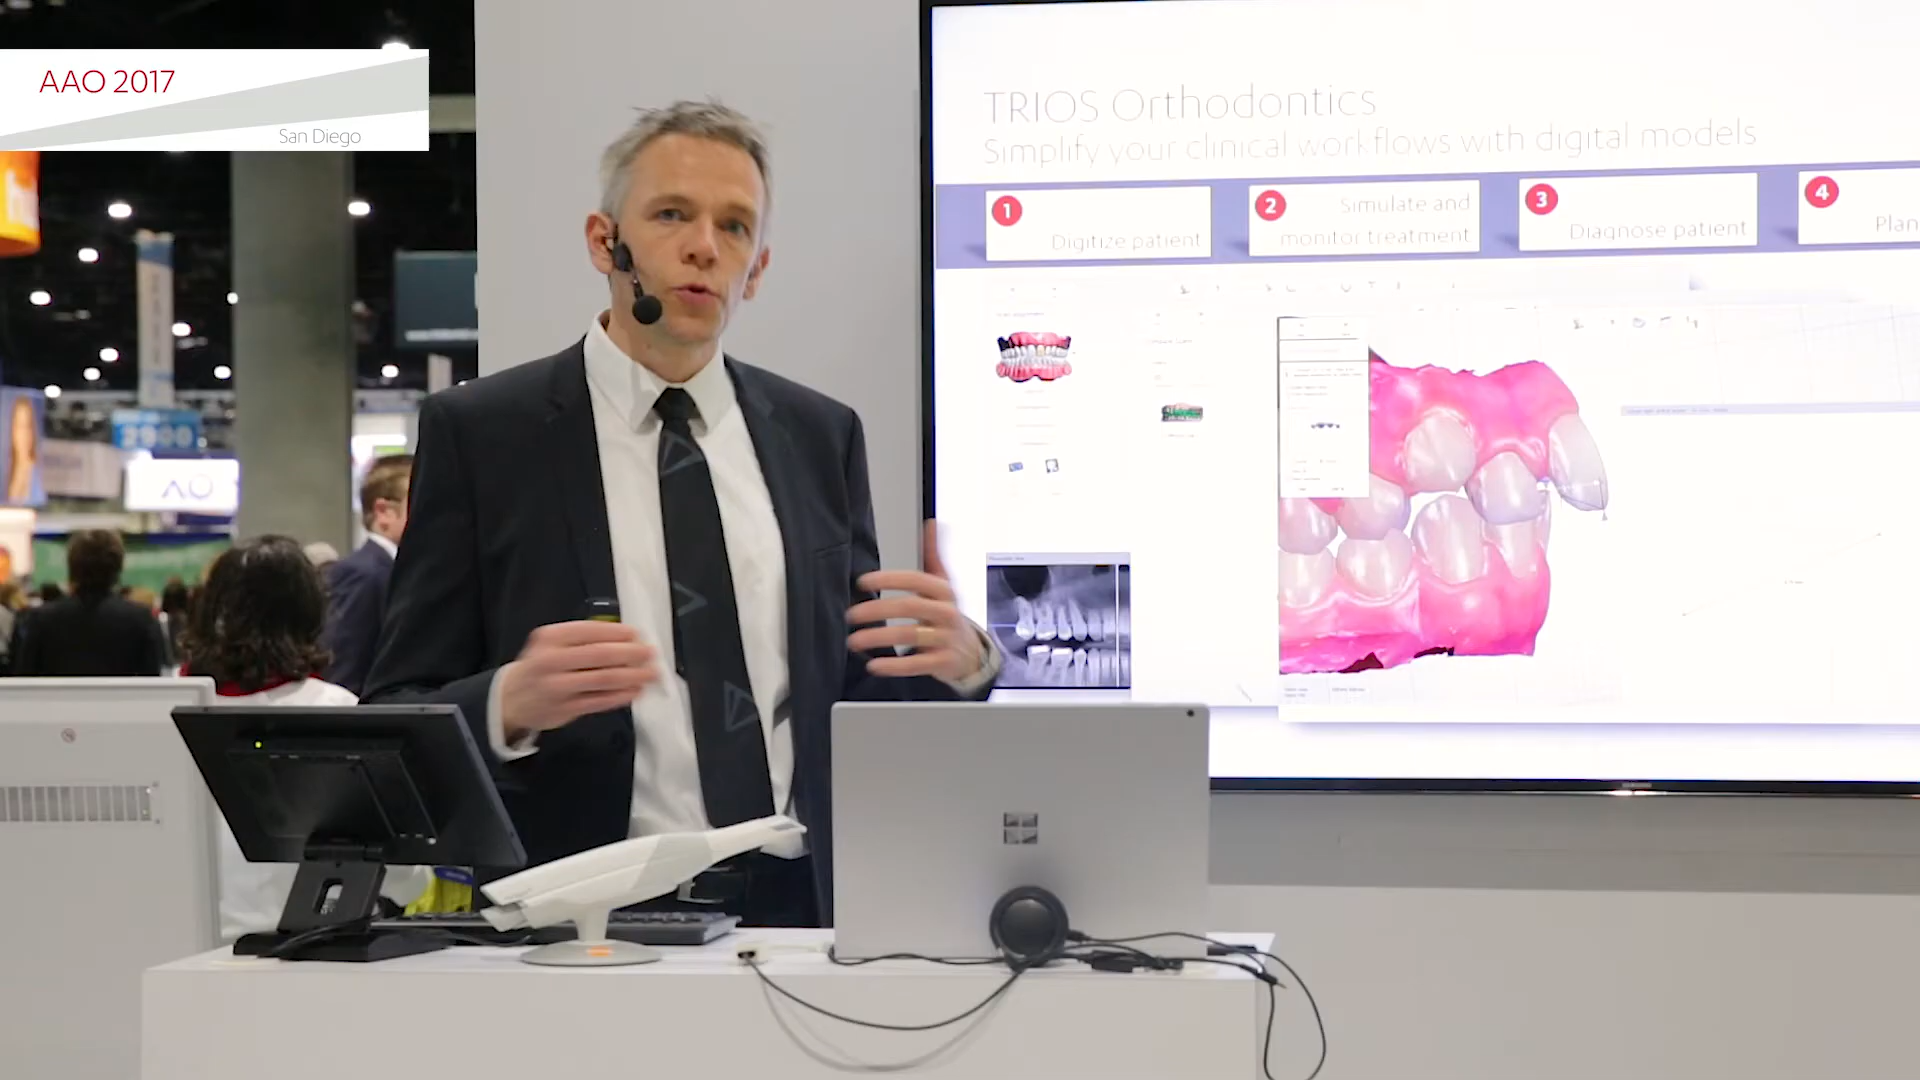 AAO 2017
San Diego
TRIOS Orthodontics
Simplify your clinical workflows with digital models
1
Digitize patient
2
Simulate and
monitor treatment
3
Diagnose patient
4
Plan
2900